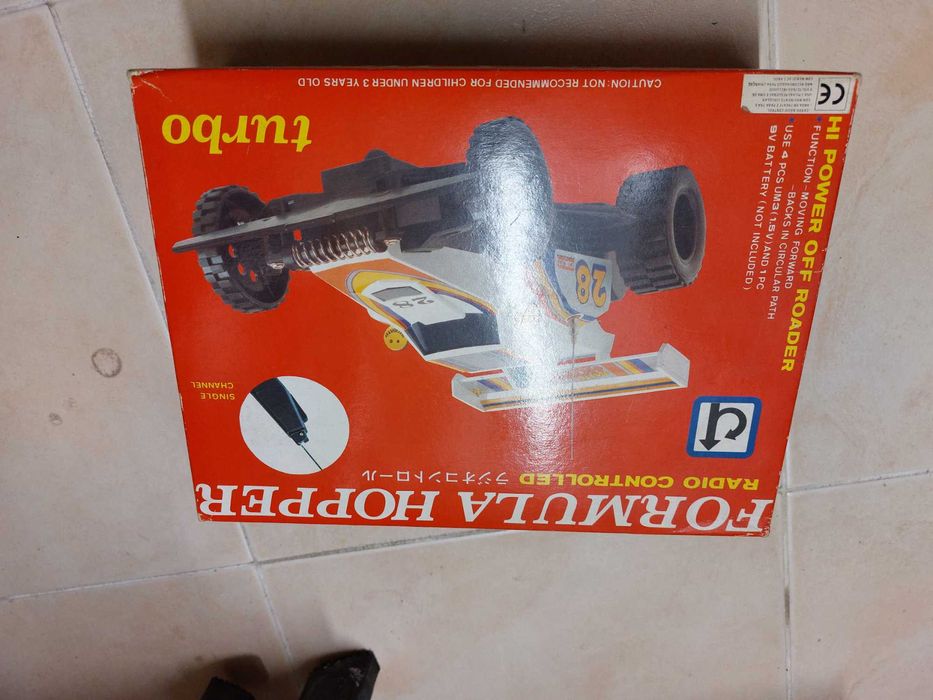 FORMULA HOPPER
RADIO CONTROLLED ラジオコントロール
HI POWER OFF ROADER
• FUNCTION-MOVING FORWARD
-BACKS IN CIRCULAR PATH
• USE 4 PCS UM3 (1.5V) AND 1 PC
9V BATTERY (NOT INCLUDED)
SINGLE
CHANNEL
28
28
turbo
CE
CAUTION: NOT RECOMMENDED FOR CHILDREN UNDER 3 YEARS OLD